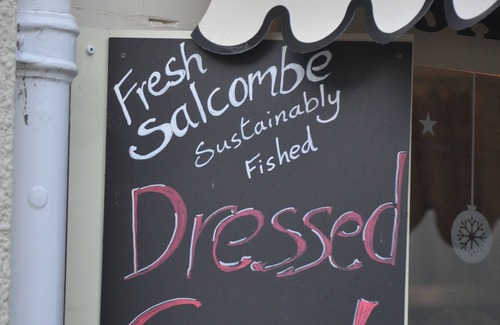 Fresh
Salcombe
Sustainably
Fished
Dressed